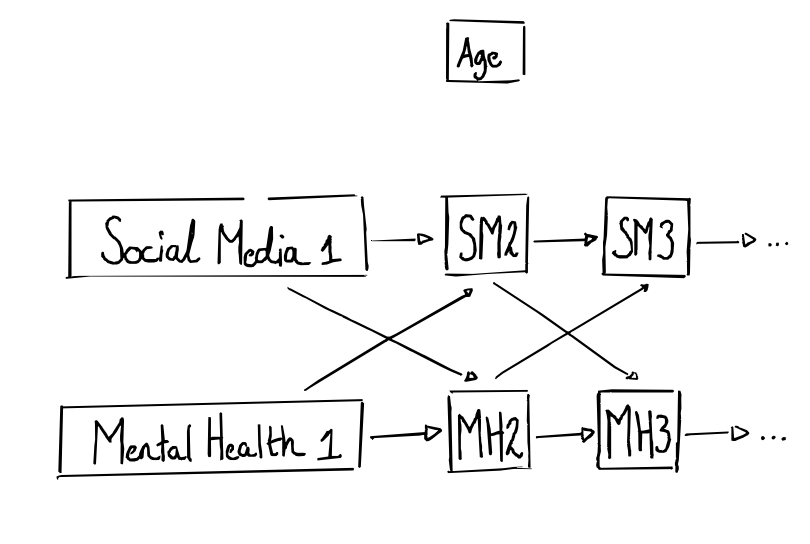 Age
Social Media 1 SM2 SM3 ...
Mental Health 1 MH2 MH3 ...